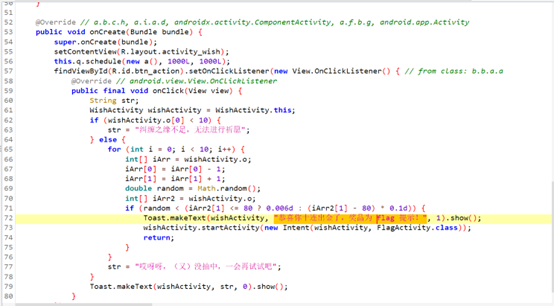 50 }
51
@Override // a.b.c.h, a.i.a.d, androidx.activity.ComponentActivity, a.f.b.g, android.app.Activity
53 public void onCreate(Bundle bundle) {
54 super.onCreate(bundle);
55 setContentView(R.layout.activity_wish);
56 this.q.schedule(new a(), 1000L, 1000L);
57 findViewById(R.id.btn_action).setOnClickListener(new View.OnClickListener() { // from class: b.b.a.a
@Override // android.view.View.OnClickListener
59 public final void onClick(View view) {
60 String str;
61 WishActivity wishActivity = WishActivity.this;
62 if (wishActivity.o[0] < 10) {
63 str = "纠缠之缘不足，无法进行祈愿";
64 } else {
65 for (int i = 0; i < 10; i++) {
66 int[] iArr = wishActivity.o;
67 iArr[0] = iArr[0] - 1;
68 iArr[1] = iArr[1] + 1;
69 double random = Math.random();
70 int[] iArr2 = wishActivity.o;
71 if (random < (iArr2[1] <= 80 ? 0.006d : (iArr2[1] - 80) * 0.1d)) {
72 Toast.makeText(wishActivity, "恭喜你十连出金了，奖品为 Flag 提示！", 1).show();
73 wishActivity.startActivity(new Intent(wishActivity, FlagActivity.class));
74 return;
75 }
76 }
77 str = "哎呀呀，（又）没抽中，一会再试试吧";
78 }
79 Toast.makeText(wishActivity, str, 0).show();
80 }